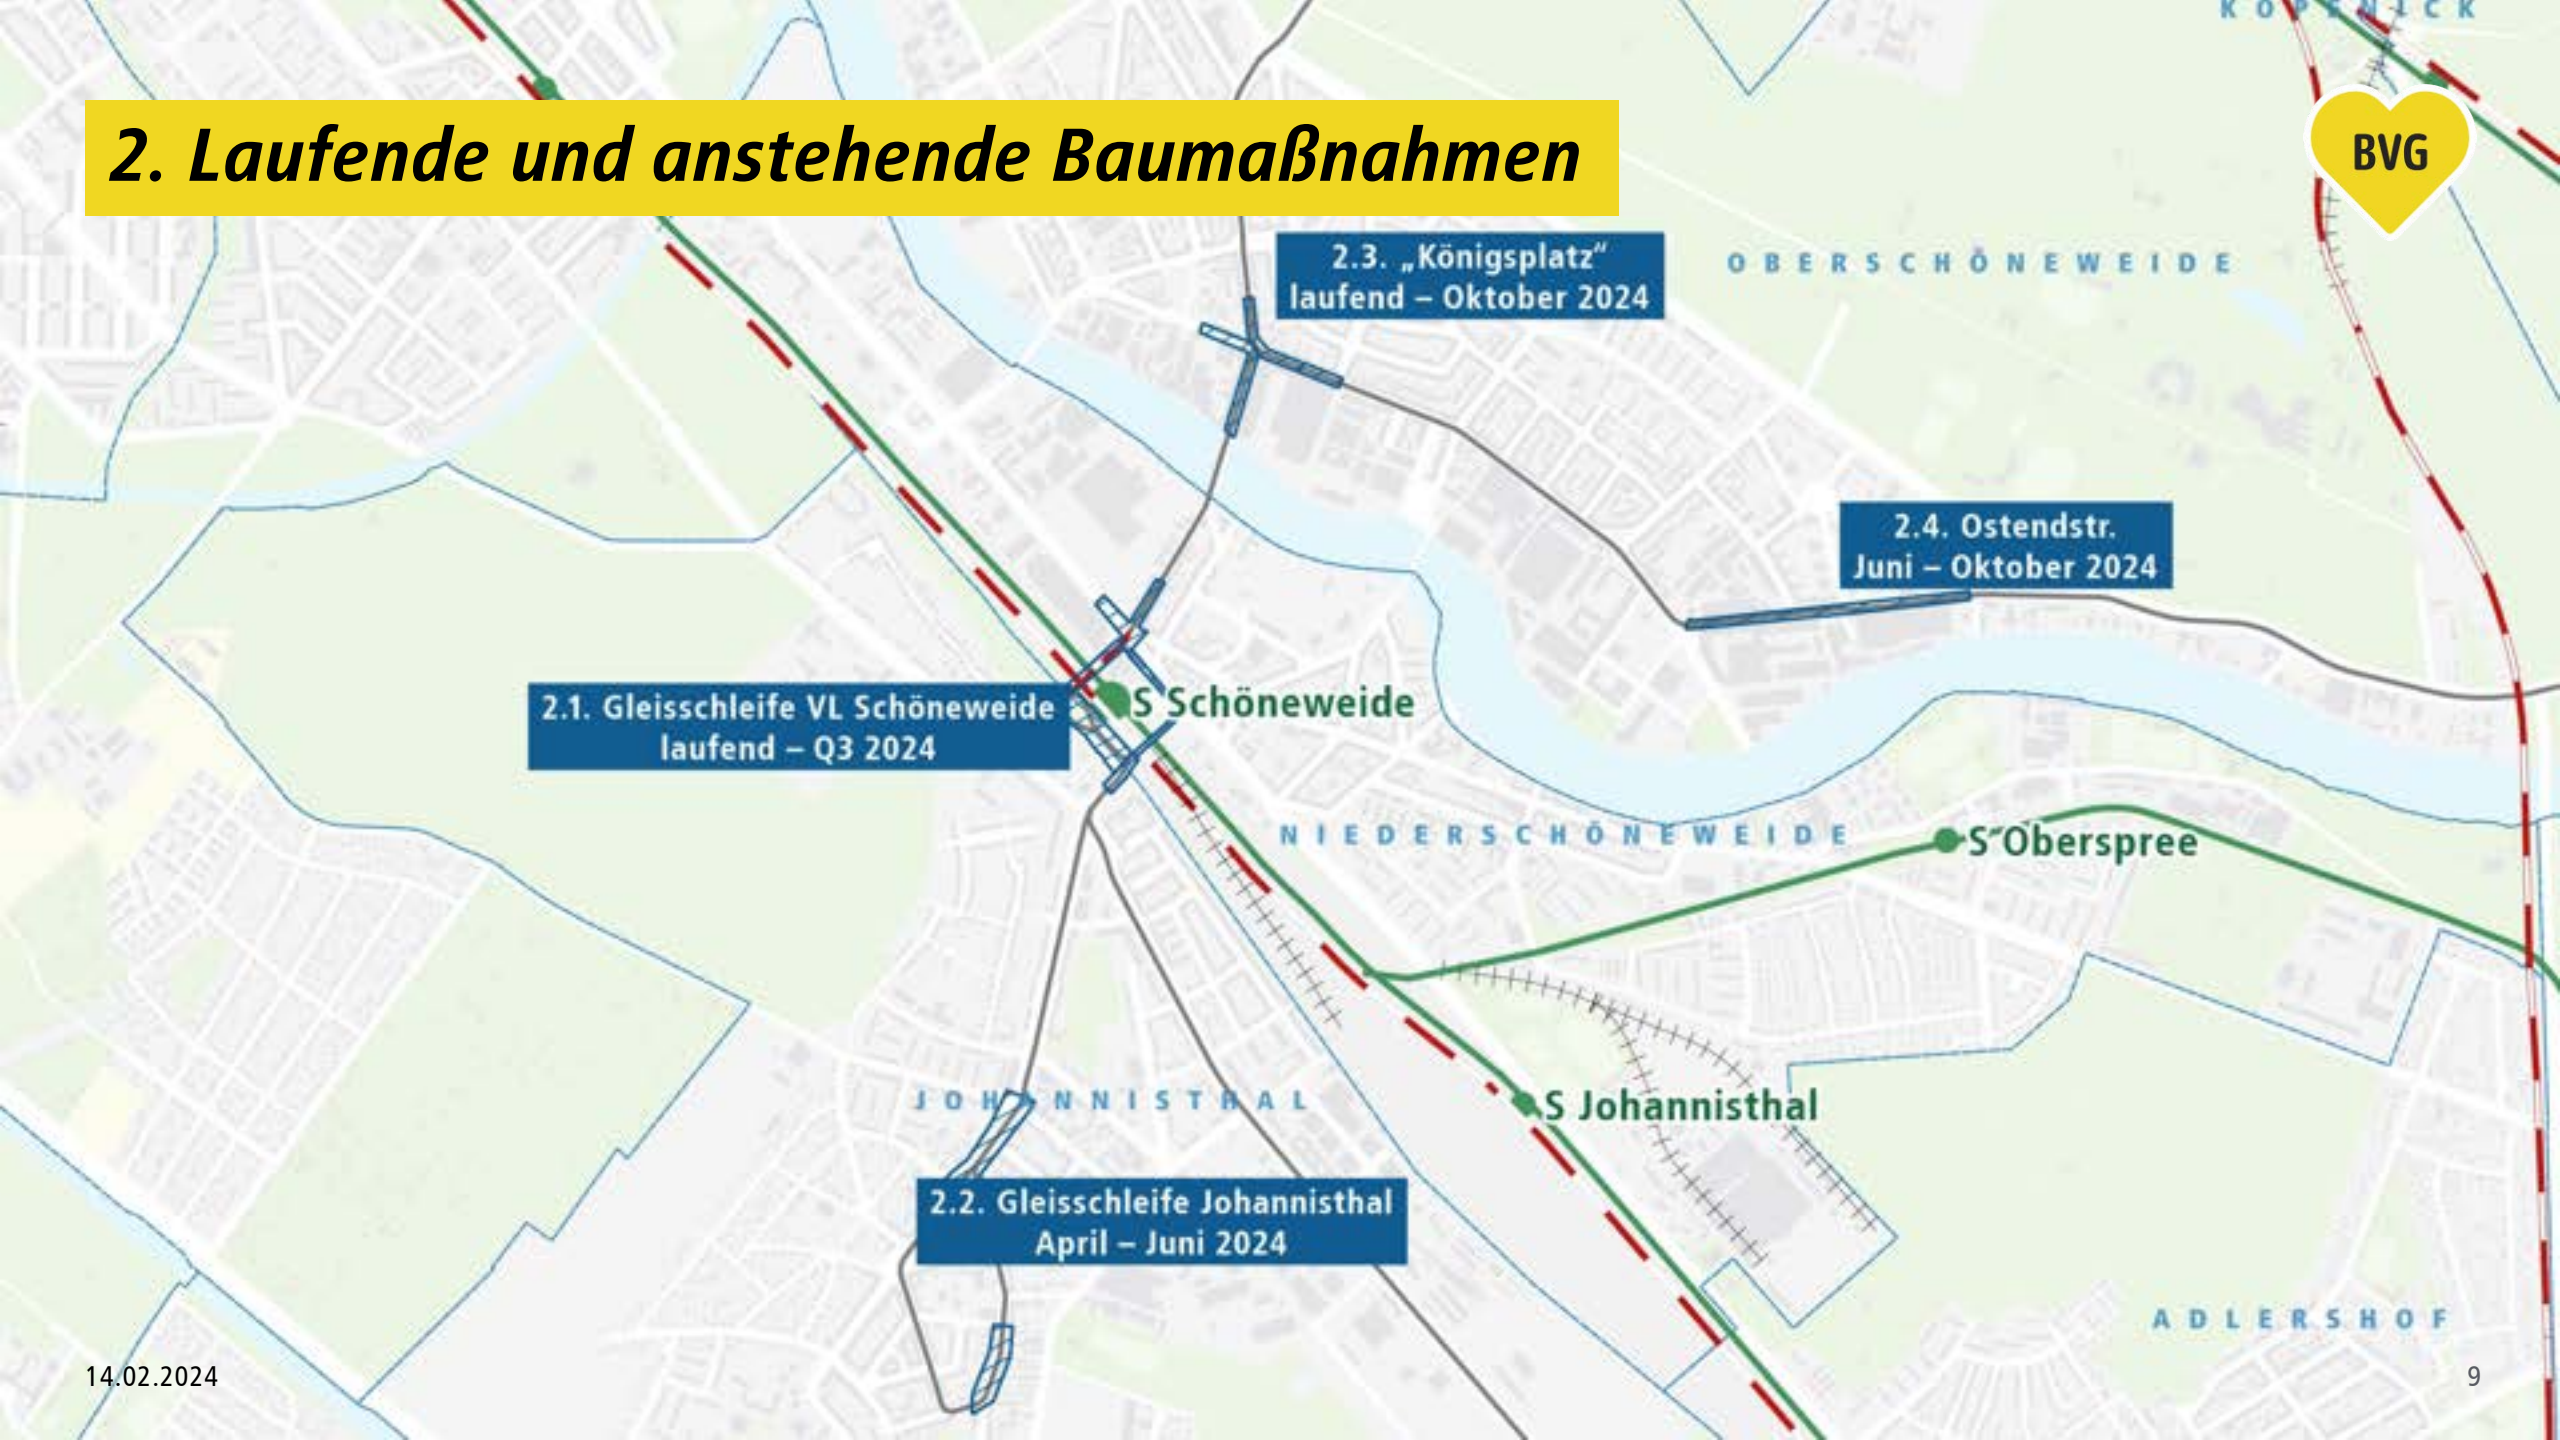 KÖPENICK
2. Laufende und anstehende Baumaßnahmen
BVG
2.3. „Königsplatz“
laufend – Oktober 2024
OBERSCHÖNEWEIDE
2.4. Ostendstr.
Juni – Oktober 2024
2.1. Gleisschleife VL Schöneweide
laufend – Q3 2024
S Schöneweide
NIEDERSCHÖNEWEIDE
S Oberspree
JOHANNISTHAL
S Johannisthal
2.2. Gleisschleife Johannisthal
April – Juni 2024
ADLERSHOF
14.02.2024
9